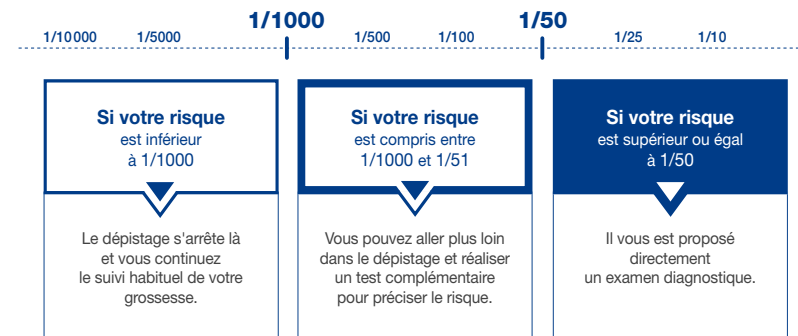 1/10 000 1/5000 1/1000 1/500 1/100 1/50 1/25 1/10
Si votre risque
est inférieur
à 1/1000
Le dépistage s'arrête là
et vous continuez
le suivi habituel de votre
grossesse.
Si votre risque
est compris entre
1/1000 et 1/51
Vous pouvez aller plus loin
dans le dépistage et réaliser
un test complémentaire
pour préciser le risque.
Si votre risque
est supérieur ou égal
à 1/50
Il vous est proposé
directement
un examen diagnostique.